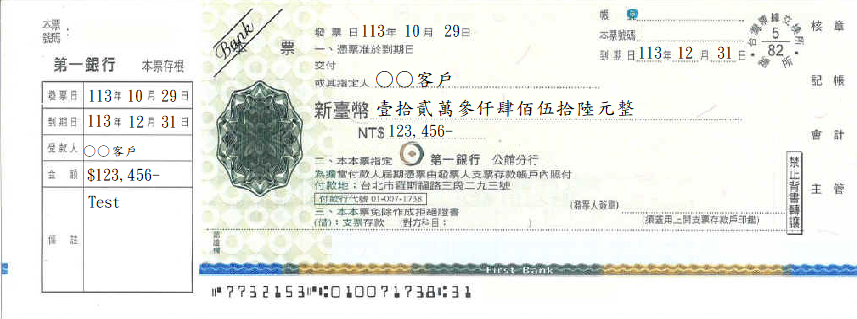 本票
號碼
第一銀行 本票存根
發票日 113年 10月 29日
到期日 113年 12月 31日
受款人 ○○客戶
金額 $123,456-
Test
備註
Bank
本票
發票日 113年 10月 29日
一、憑票准於到期日
交付
或其指定人 ○○客戶
新臺幣 壹拾貳萬參仟肆佰伍拾陸元整
NT$ 123,456-
二、本本票指定 第一銀行 公館分行
為擔當付款人屆期憑票由發票人支票存款帳戶內照付
付款地：台北市羅斯福路三段二九三號
付款行代號 01-007-1738
三、本本票免除作成拒絕證書
(借)：支票存款 對方科目： )
帳 號
本票號碼
到期日 113年 12月 31日
台灣票據交換所
5
82
核章
記帳
會計
主管
禁止背書轉讓
(發票人簽章)
(須蓋用上開支票存款戶印鑑)
First Bank
7732153 010071738 31